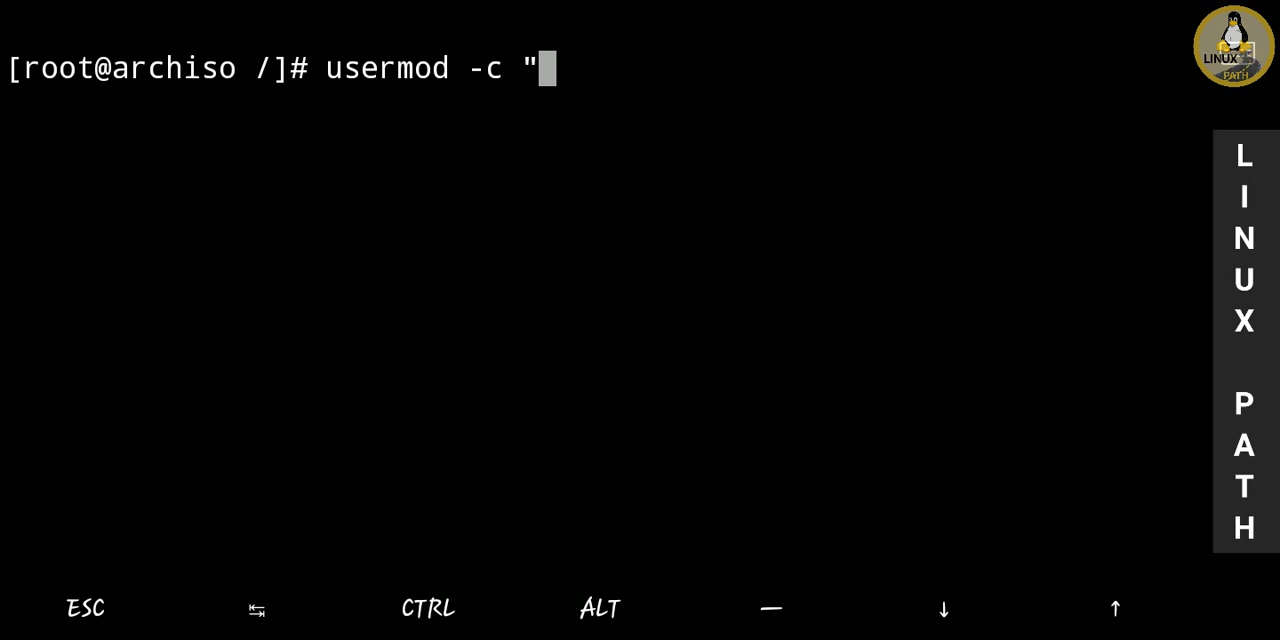 [root@archiso /]# usermod -c "
LINUX
PATH
L
I
N
U
X
P
A
T
H
ESC ↹ CTRL ALT — ↓ ↑